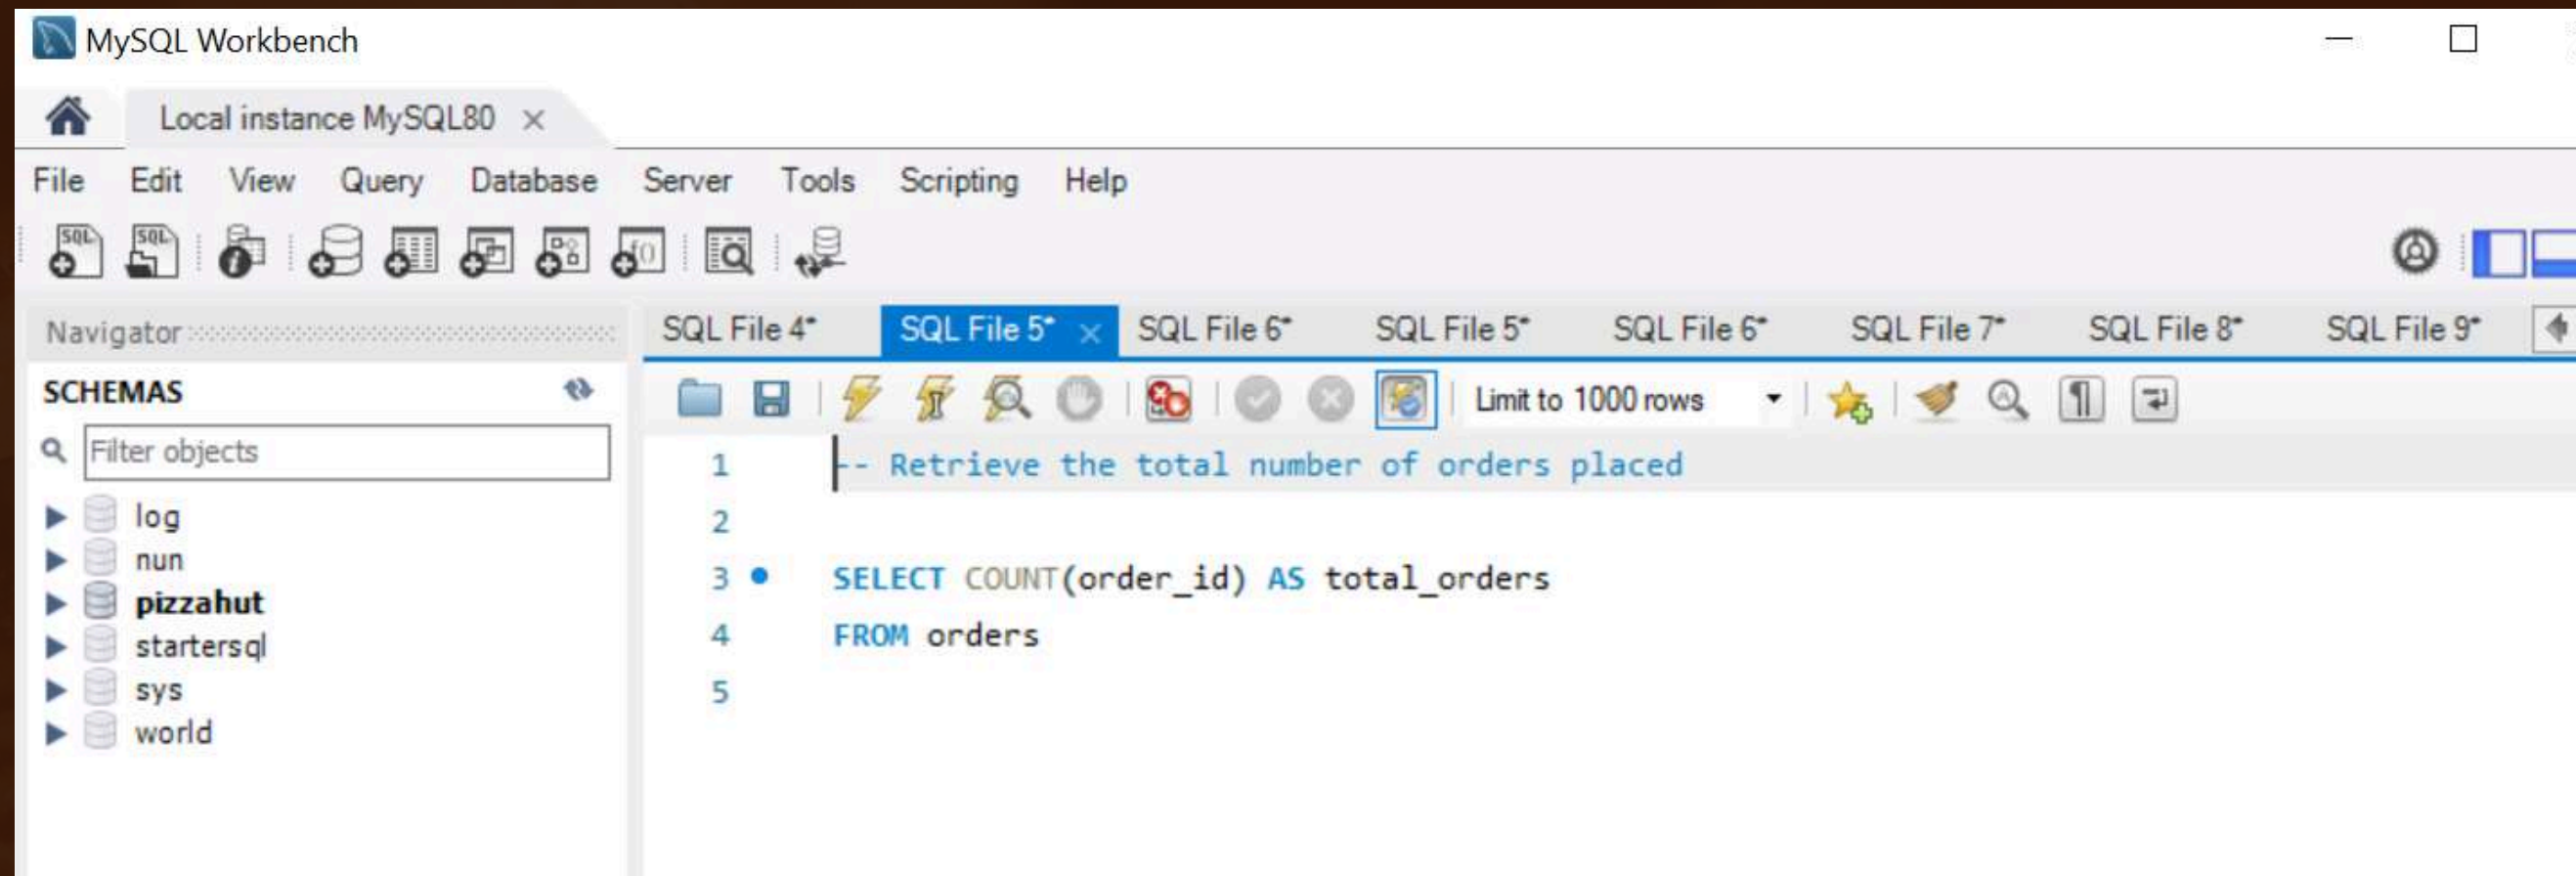 MySQL Workbench
Local instance MySQL80
File Edit View Query Database Server Tools Scripting Help
Navigator
SQL File 4* SQL File 5* SQL File 6* SQL File 5* SQL File 6* SQL File 7* SQL File 8* SQL File 9*
SCHEMAS
Limit to 1000 rows
Filter objects
log
nun
pizzahut
startersql
sys
world
1 -- Retrieve the total number of orders placed
2
3 SELECT COUNT(order_id) AS total_orders
4 FROM orders
5